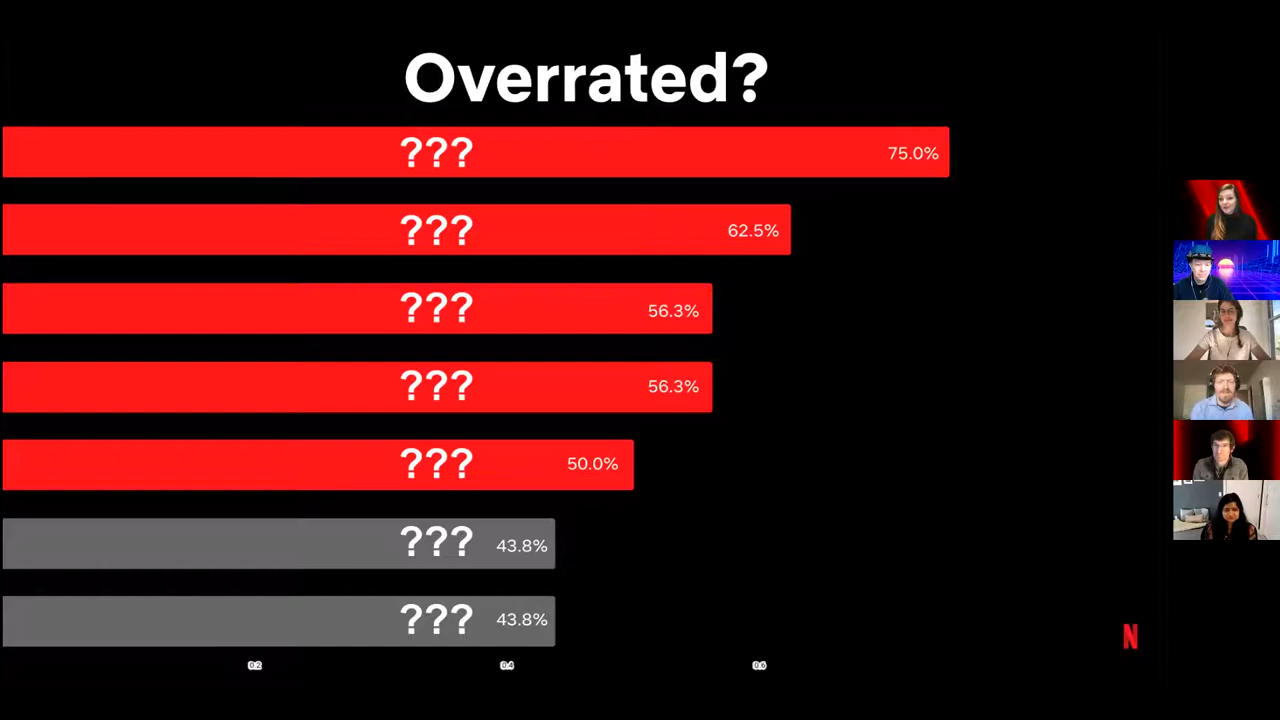 Overrated?
??? 75.0%
??? 62.5%
??? 56.3%
??? 56.3%
??? 50.0%
??? 43.8%
??? 43.8%
N
0.2 0.4 0.6